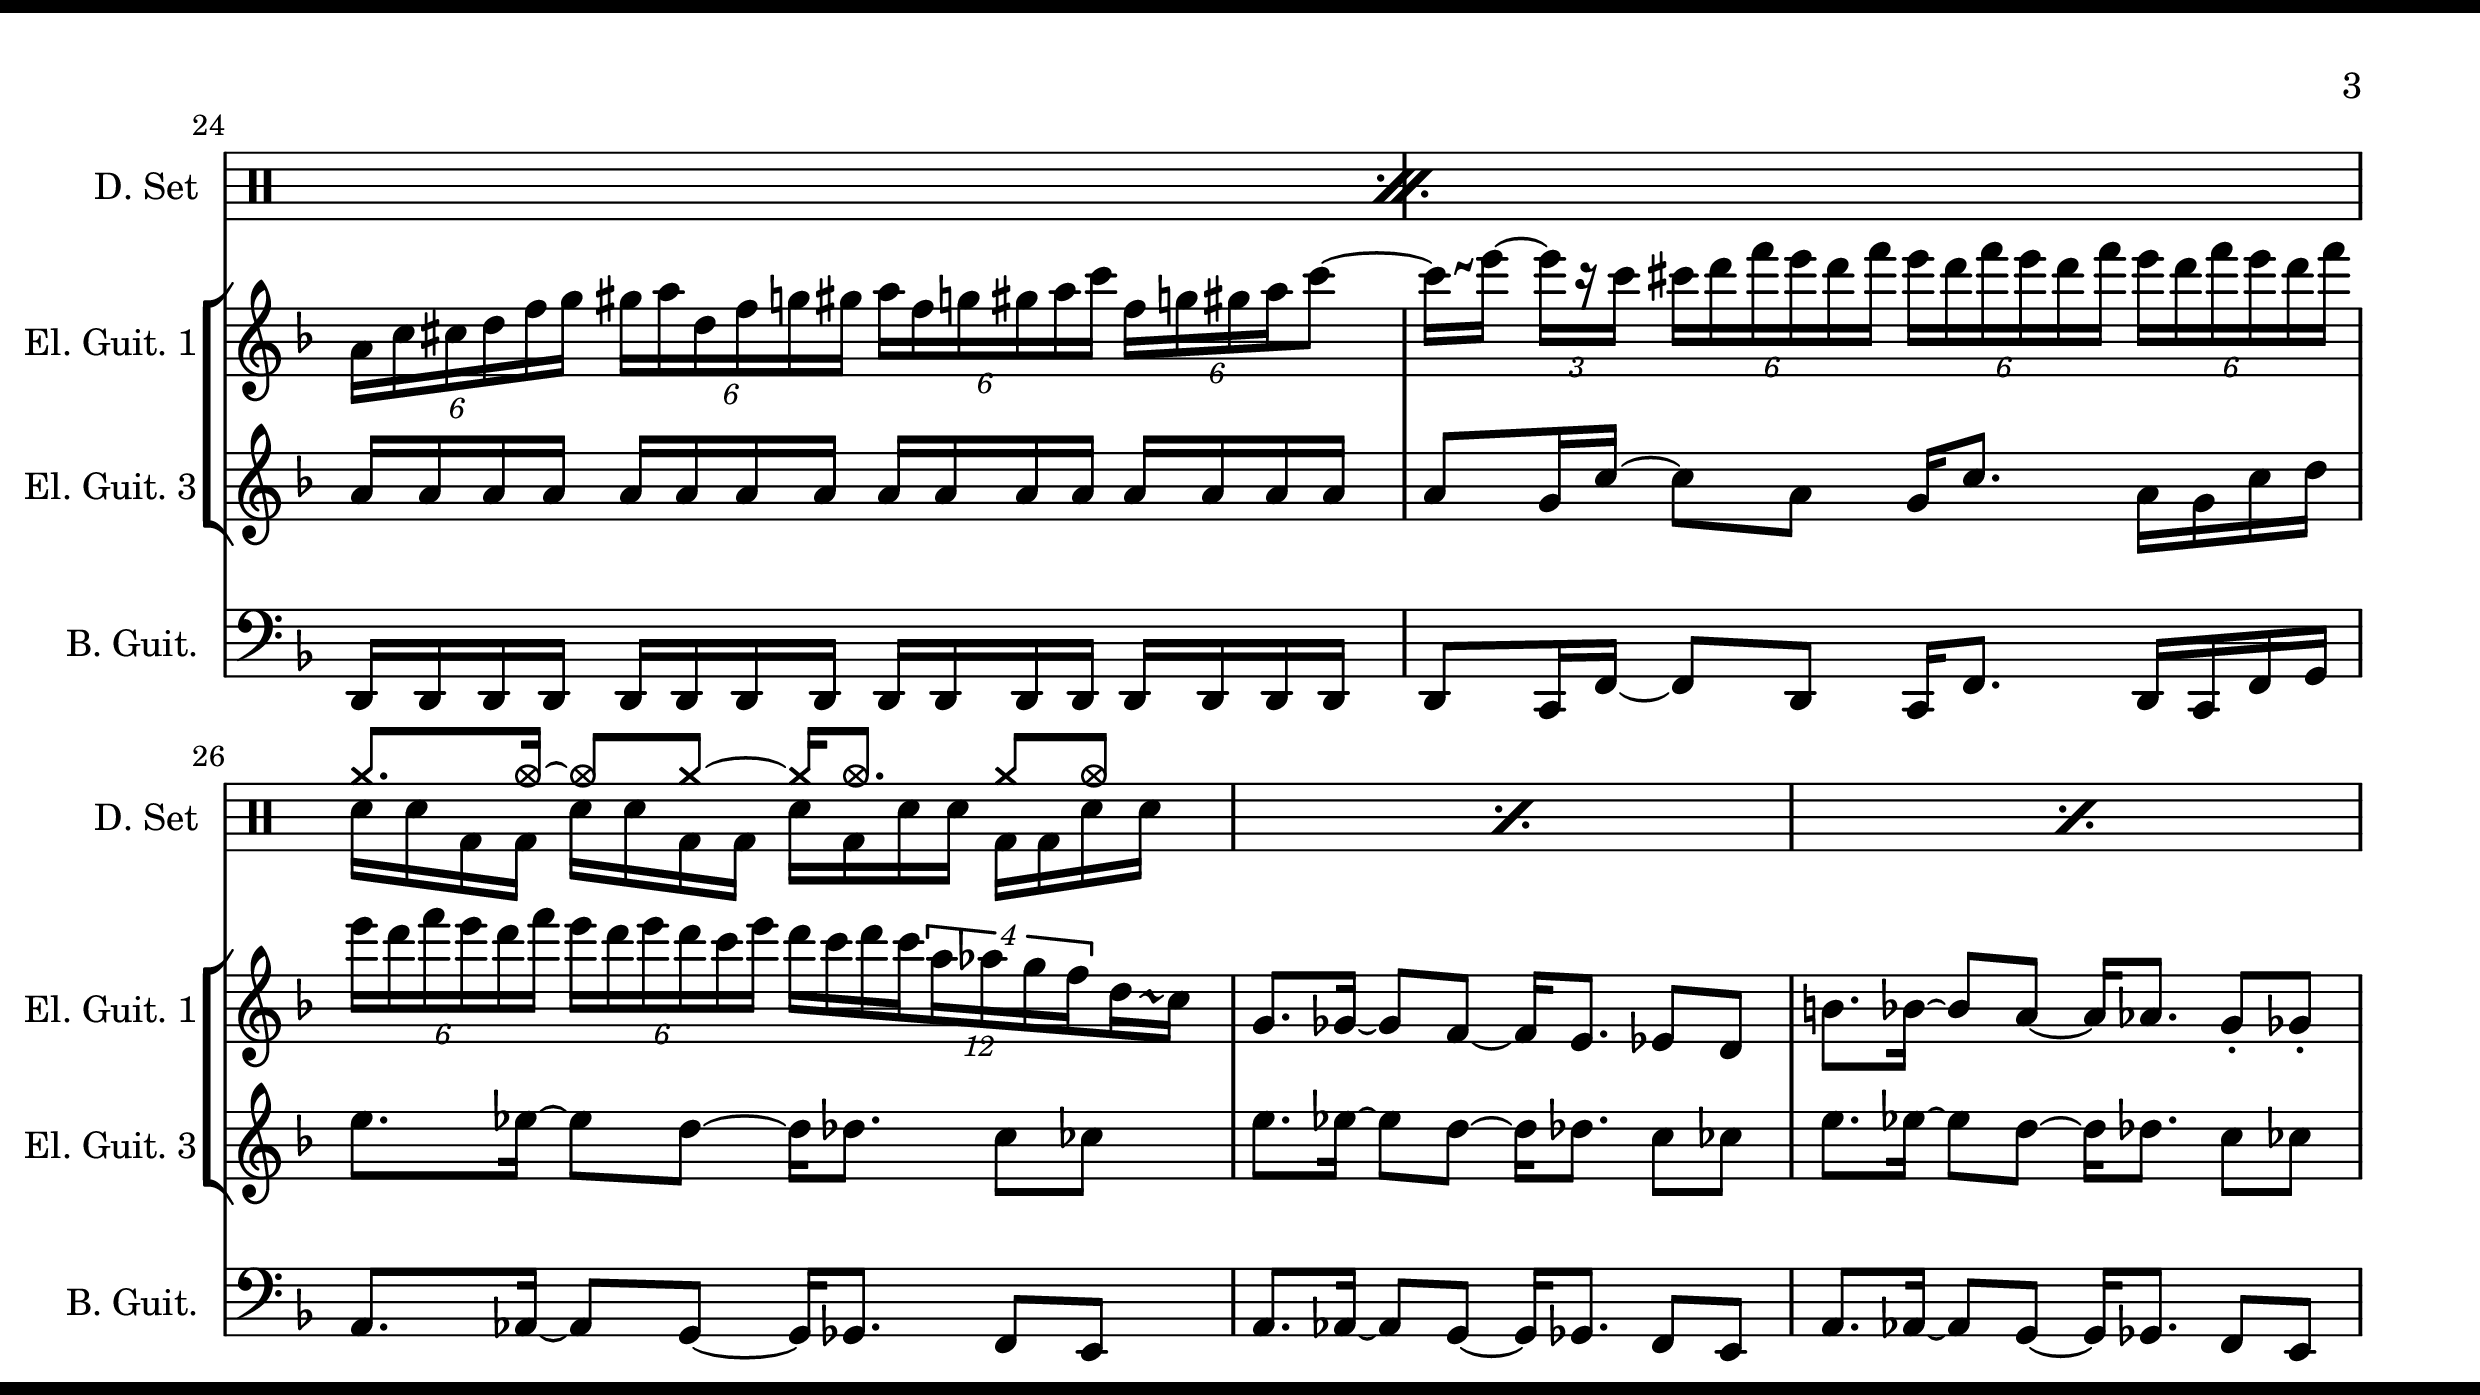 3
24
D. Set
El. Guit. 1
6 6 6 6 3 6 6 6
El. Guit. 3
B. Guit.
26
D. Set
4
El. Guit. 1
6 6 12
El. Guit. 3
B. Guit.